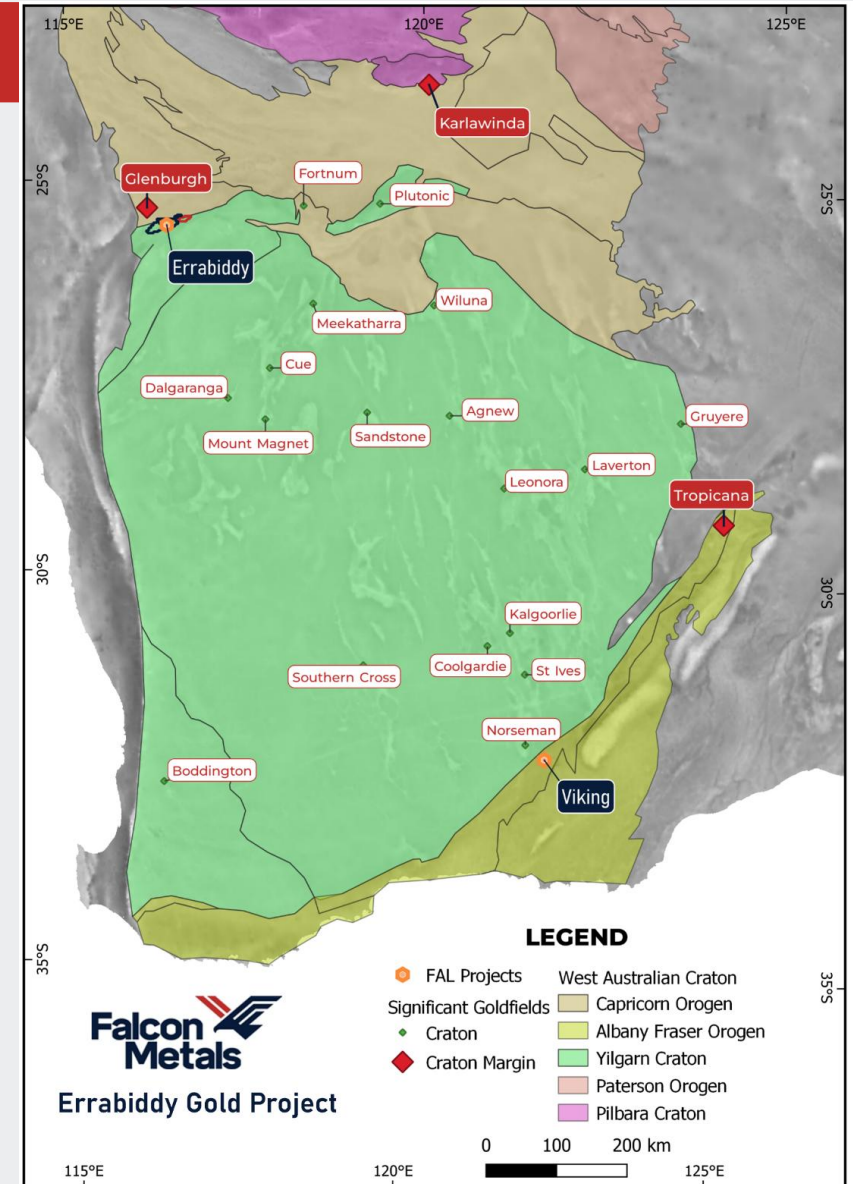 115°E
120°E
125°E
Karlawinda
25°S
25°S
Glenburgh
Fortnum
Plutonic
Errabiddy
Wiluna
Meekatharra
Cue
Dalgaranga
Agnew
Gruyere
Mount Magnet
Sandstone
Laverton
Leonora
Tropicana
30°S
30°S
Kalgoorlie
Coolgardie
St Ives
Southern Cross
Norseman
Boddington
Viking
LEGEND
FAL Projects
Significant Goldfields
Craton
Craton Margin
West Australian Craton
Capricorn Orogen
Albany Fraser Orogen
Yilgarn Craton
Paterson Orogen
Pilbara Craton
35°S
35°S
Falcon
Metals
Errabiddy Gold Project
0 100 200 km
115°E
120°E
125°E